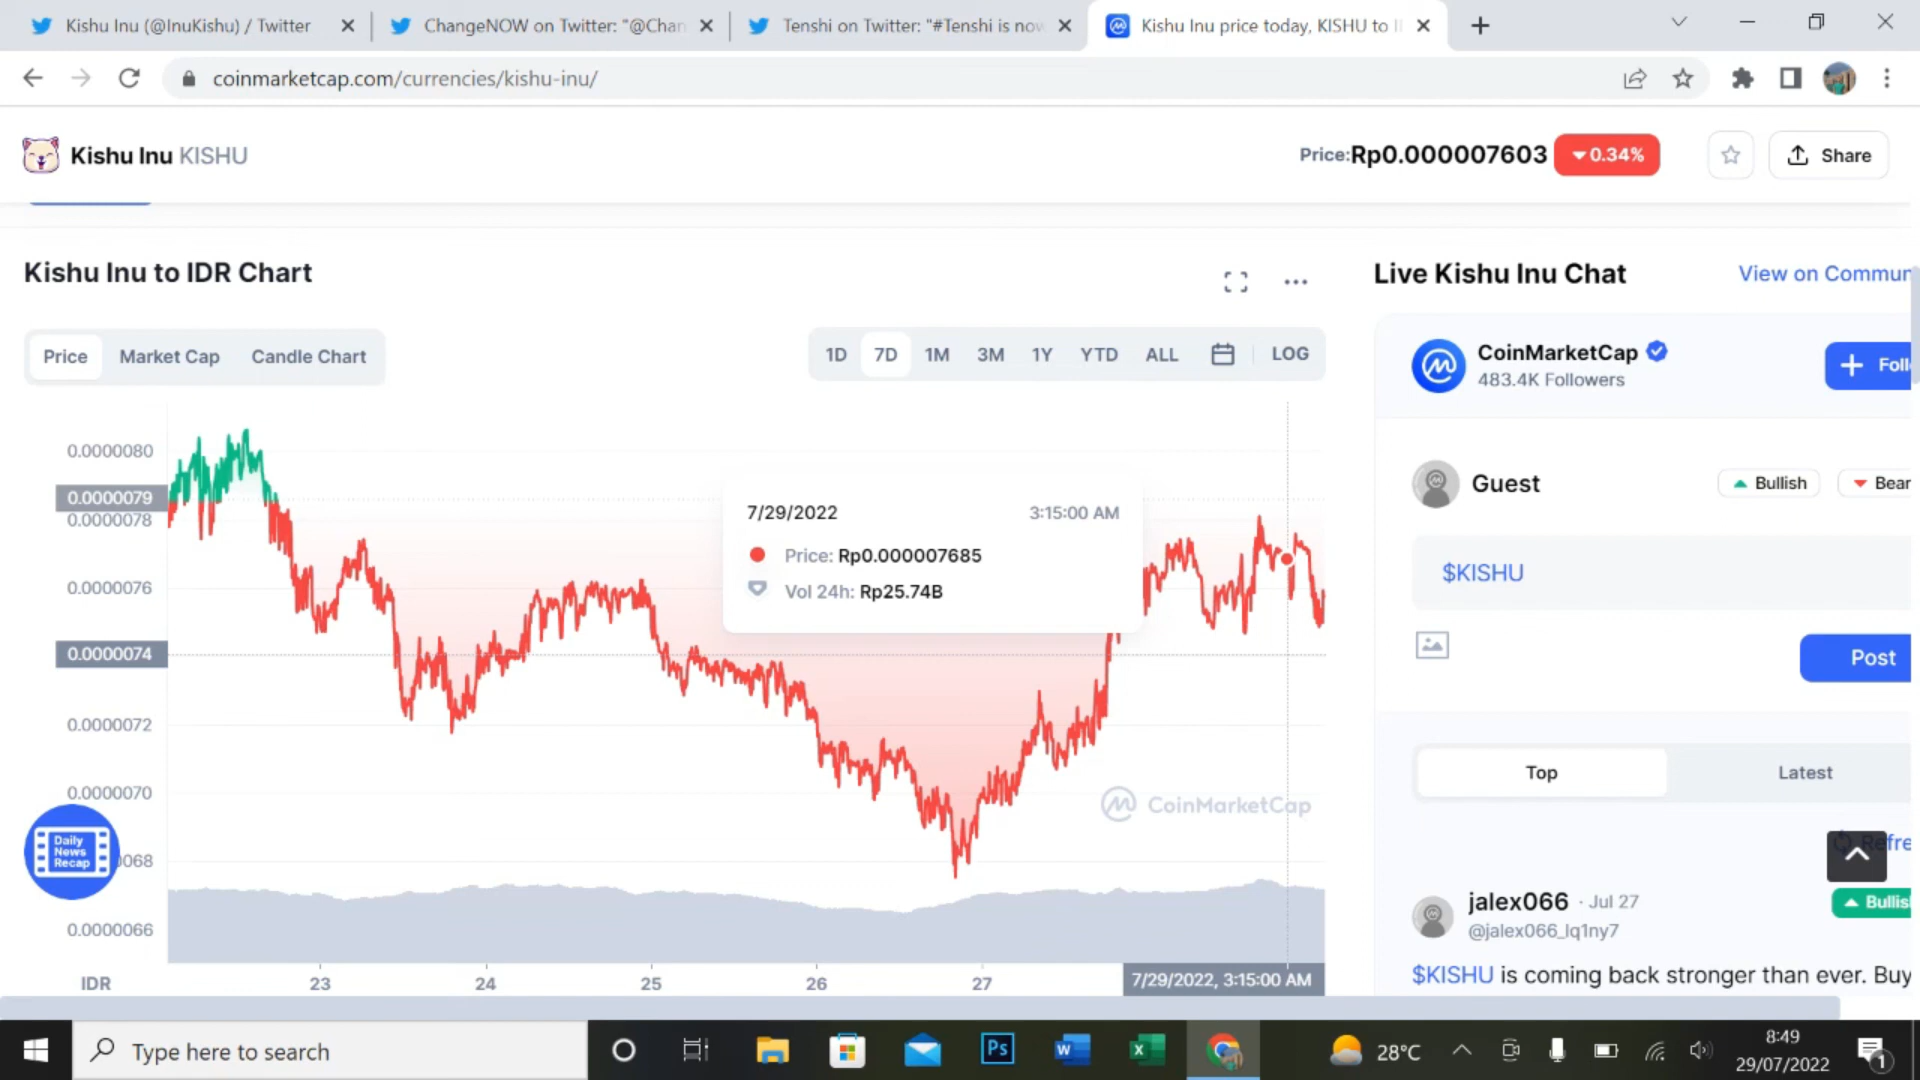 Kishu Inu (@InuKishu) / Twitter
ChangeNOW on Twitter: "@Chan
Tenshi on Twitter: "#Tenshi is now
Kishu Inu price today, KISHU to I
coinmarketcap.com/currencies/kishu-inu/
Kishu Inu KISHU
Price:Rp0.000007603
0.34%
Share
Kishu Inu to IDR Chart
Price
Market Cap
Candle Chart
1D
7D
1M
3M
1Y
YTD
ALL
LOG
0.0000080
0.0000079
0.0000078
0.0000076
0.0000074
0.0000072
0.0000070
0068
0.0000066
7/29/2022
3:15:00 AM
Price: Rp0.000007685
Vol 24h: Rp25.74B
CoinMarketCap
Daily
News
Recap
IDR
23
24
25
26
27
7/29/2022, 3:15:00 AM
Live Kishu Inu Chat
View on Commun
CoinMarketCap
483.4K Followers
Foll
Guest
Bullish
Bear
$KISHU
Post
Top
Latest
Refre
jalex066 · Jul 27
@jalex066_lq1ny7
Bullis
$KISHU is coming back stronger than ever. Buy
Type here to search
Ps
W
X
28°C
8:49
29/07/2022
1